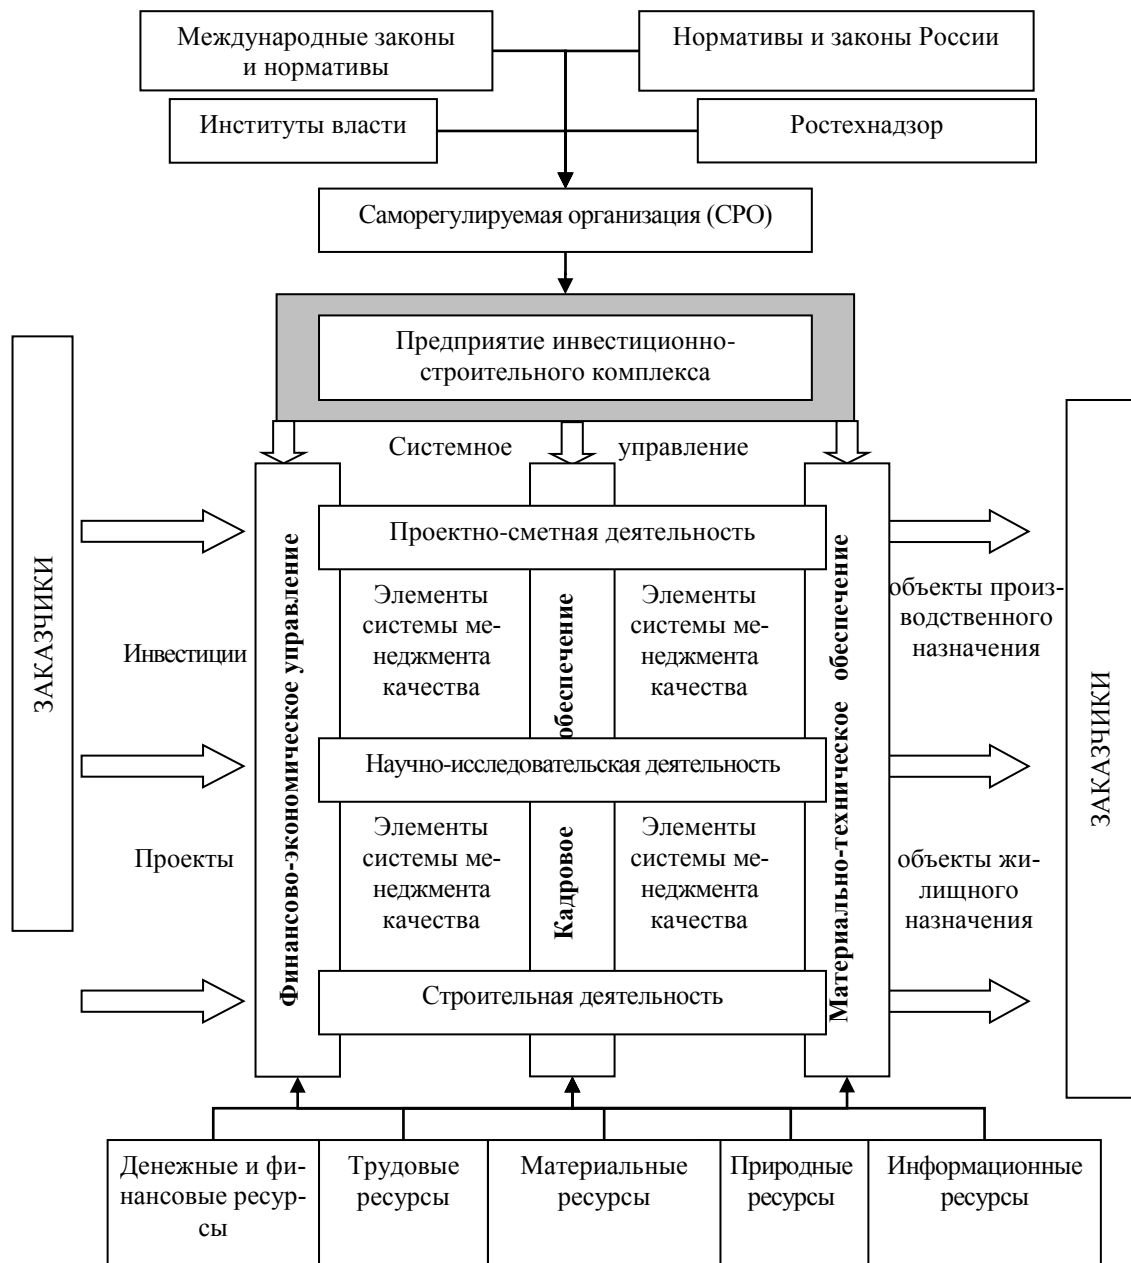 Международные законы
и нормативы
Нормативы и законы России
Институты власти
Ростехнадзор
Саморегулируемая организация (СРО)
Предприятие инвестиционно-
строительного комплекса
Системное управление
ЗАКАЗЧИКИ
Инвестиции
Проекты
Финансово-экономическое управление
Кадровое обеспечение
Материально-техническое обеспечение
Проектно-сметная деятельность
Элементы
системы ме-
неджмента
качества
Элементы
системы ме-
неджмента
качества
Научно-исследовательская деятельность
Элементы
системы ме-
неджмента
качества
Элементы
системы ме-
неджмента
качества
Строительная деятельность
объекты произ-
водственного
назначения
объекты жи-
лищного
назначения
ЗАКАЗЧИКИ
Денежные и фи-
нансовые ресур-
сы
Трудовые
ресурсы
Материальные
ресурсы
Природные
ресурсы
Информационные
ресурсы